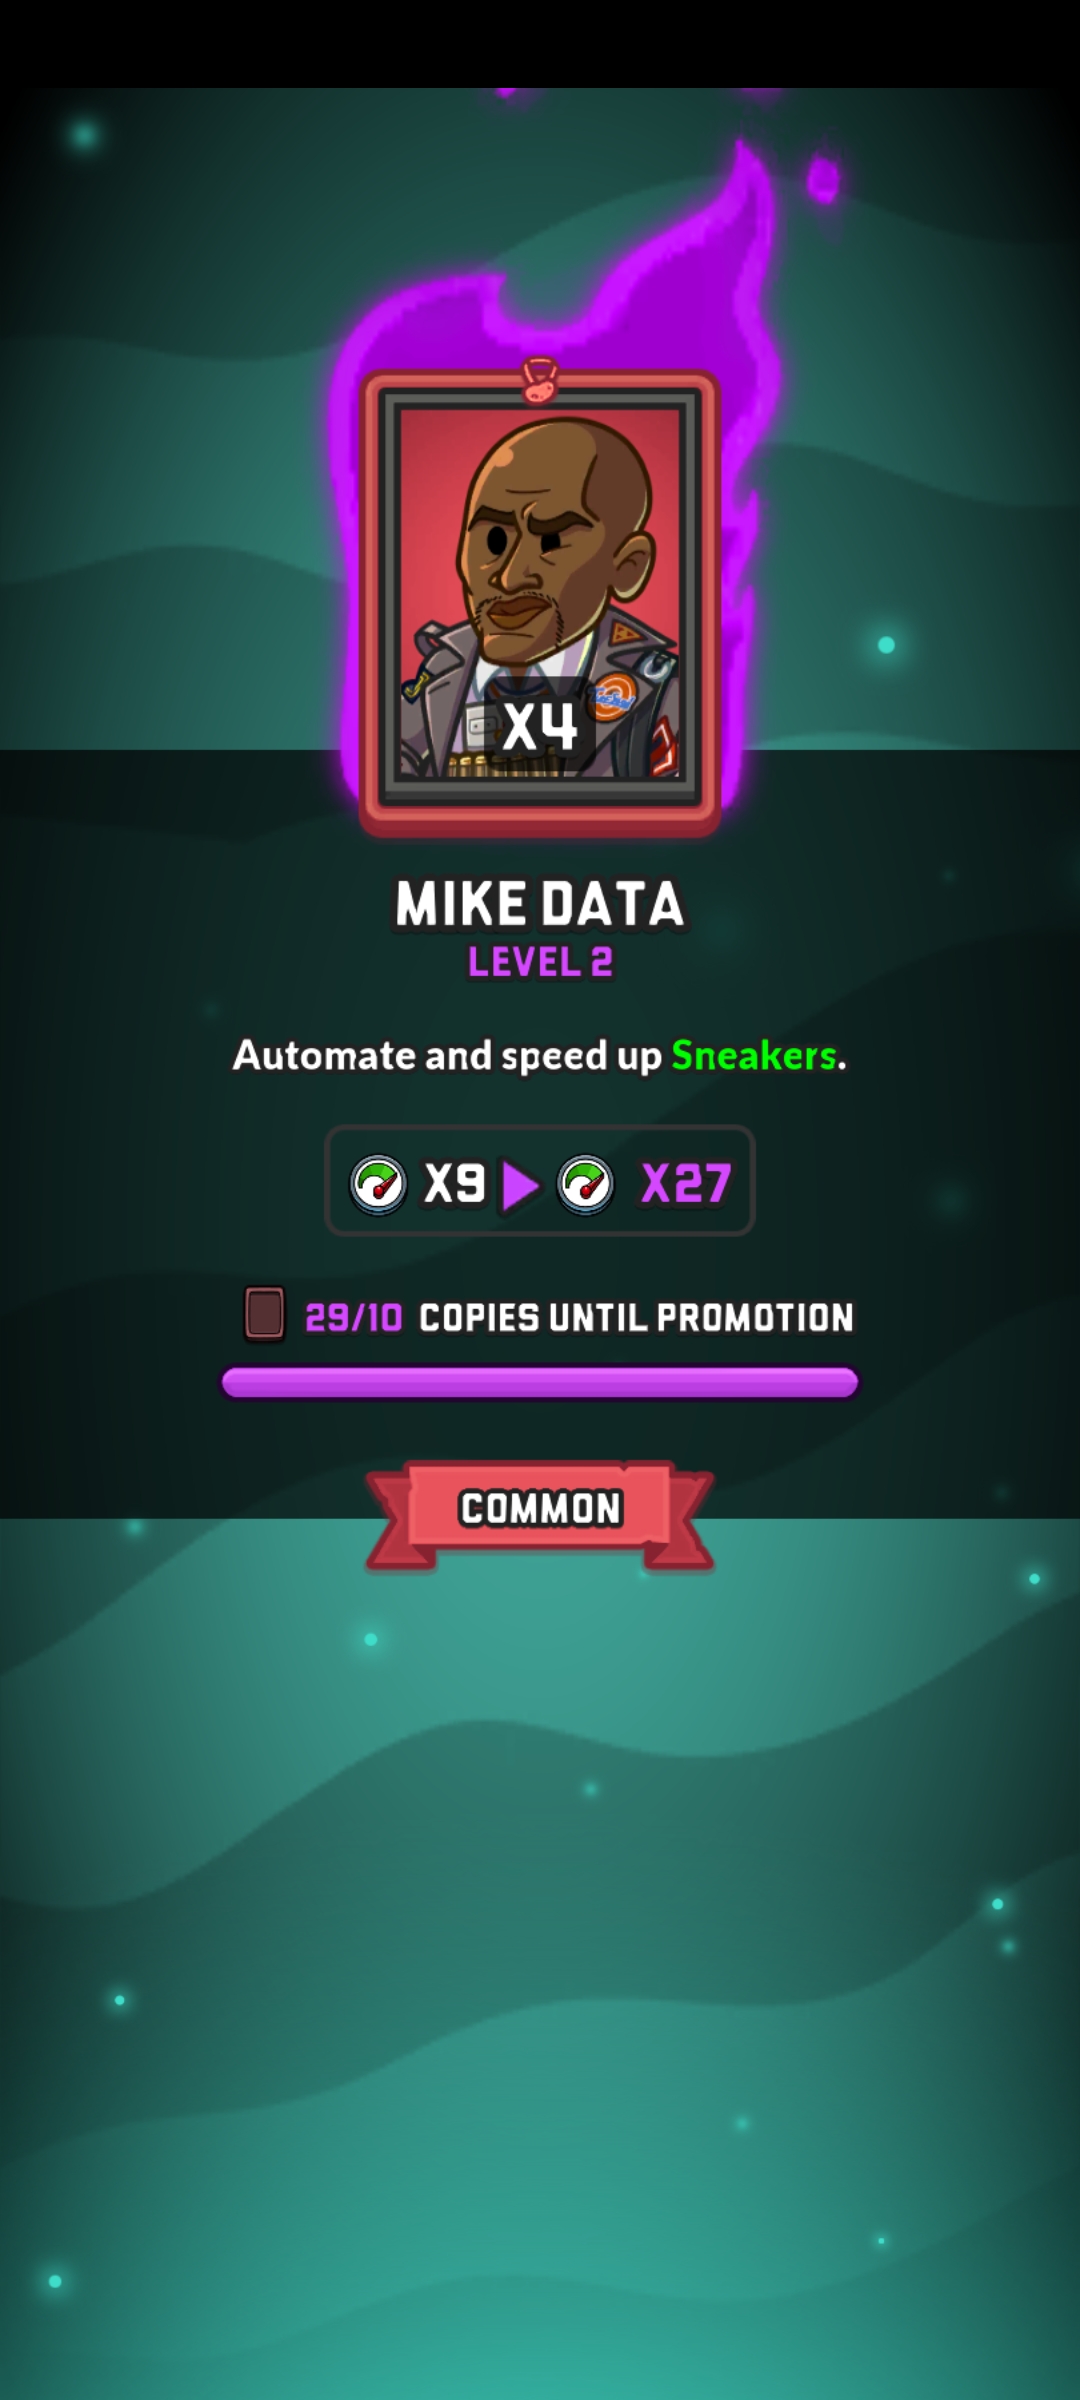 X4
MIKE DATA
LEVEL 2
Automate and speed up Sneakers.
X9 X27
29/10 COPIES UNTIL PROMOTION
COMMON